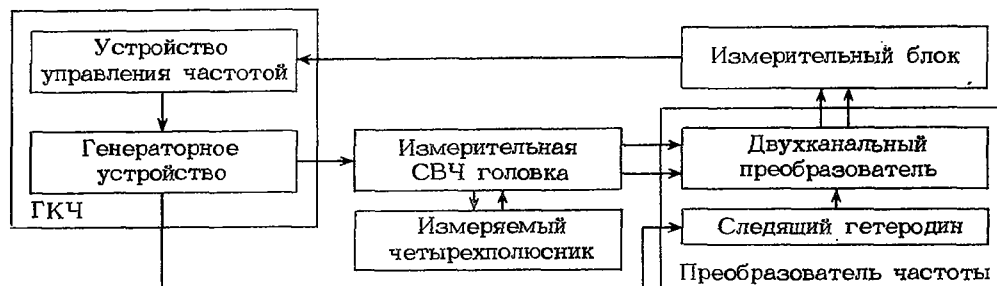 Устройство
управления частотой
Измерительный блок
Генераторное
устройство
Измерительная
СВЧ головка
Двухканальный
преобразователь
ГКЧ
Измеряемый
четырехполюсник
Следящий гетеродин
Преобразователь частоты